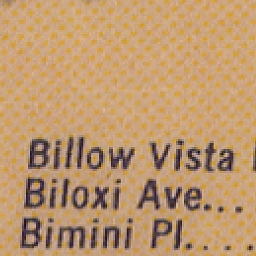 Billow Vista
Biloxi Ave...
Bimini Pl. . . .